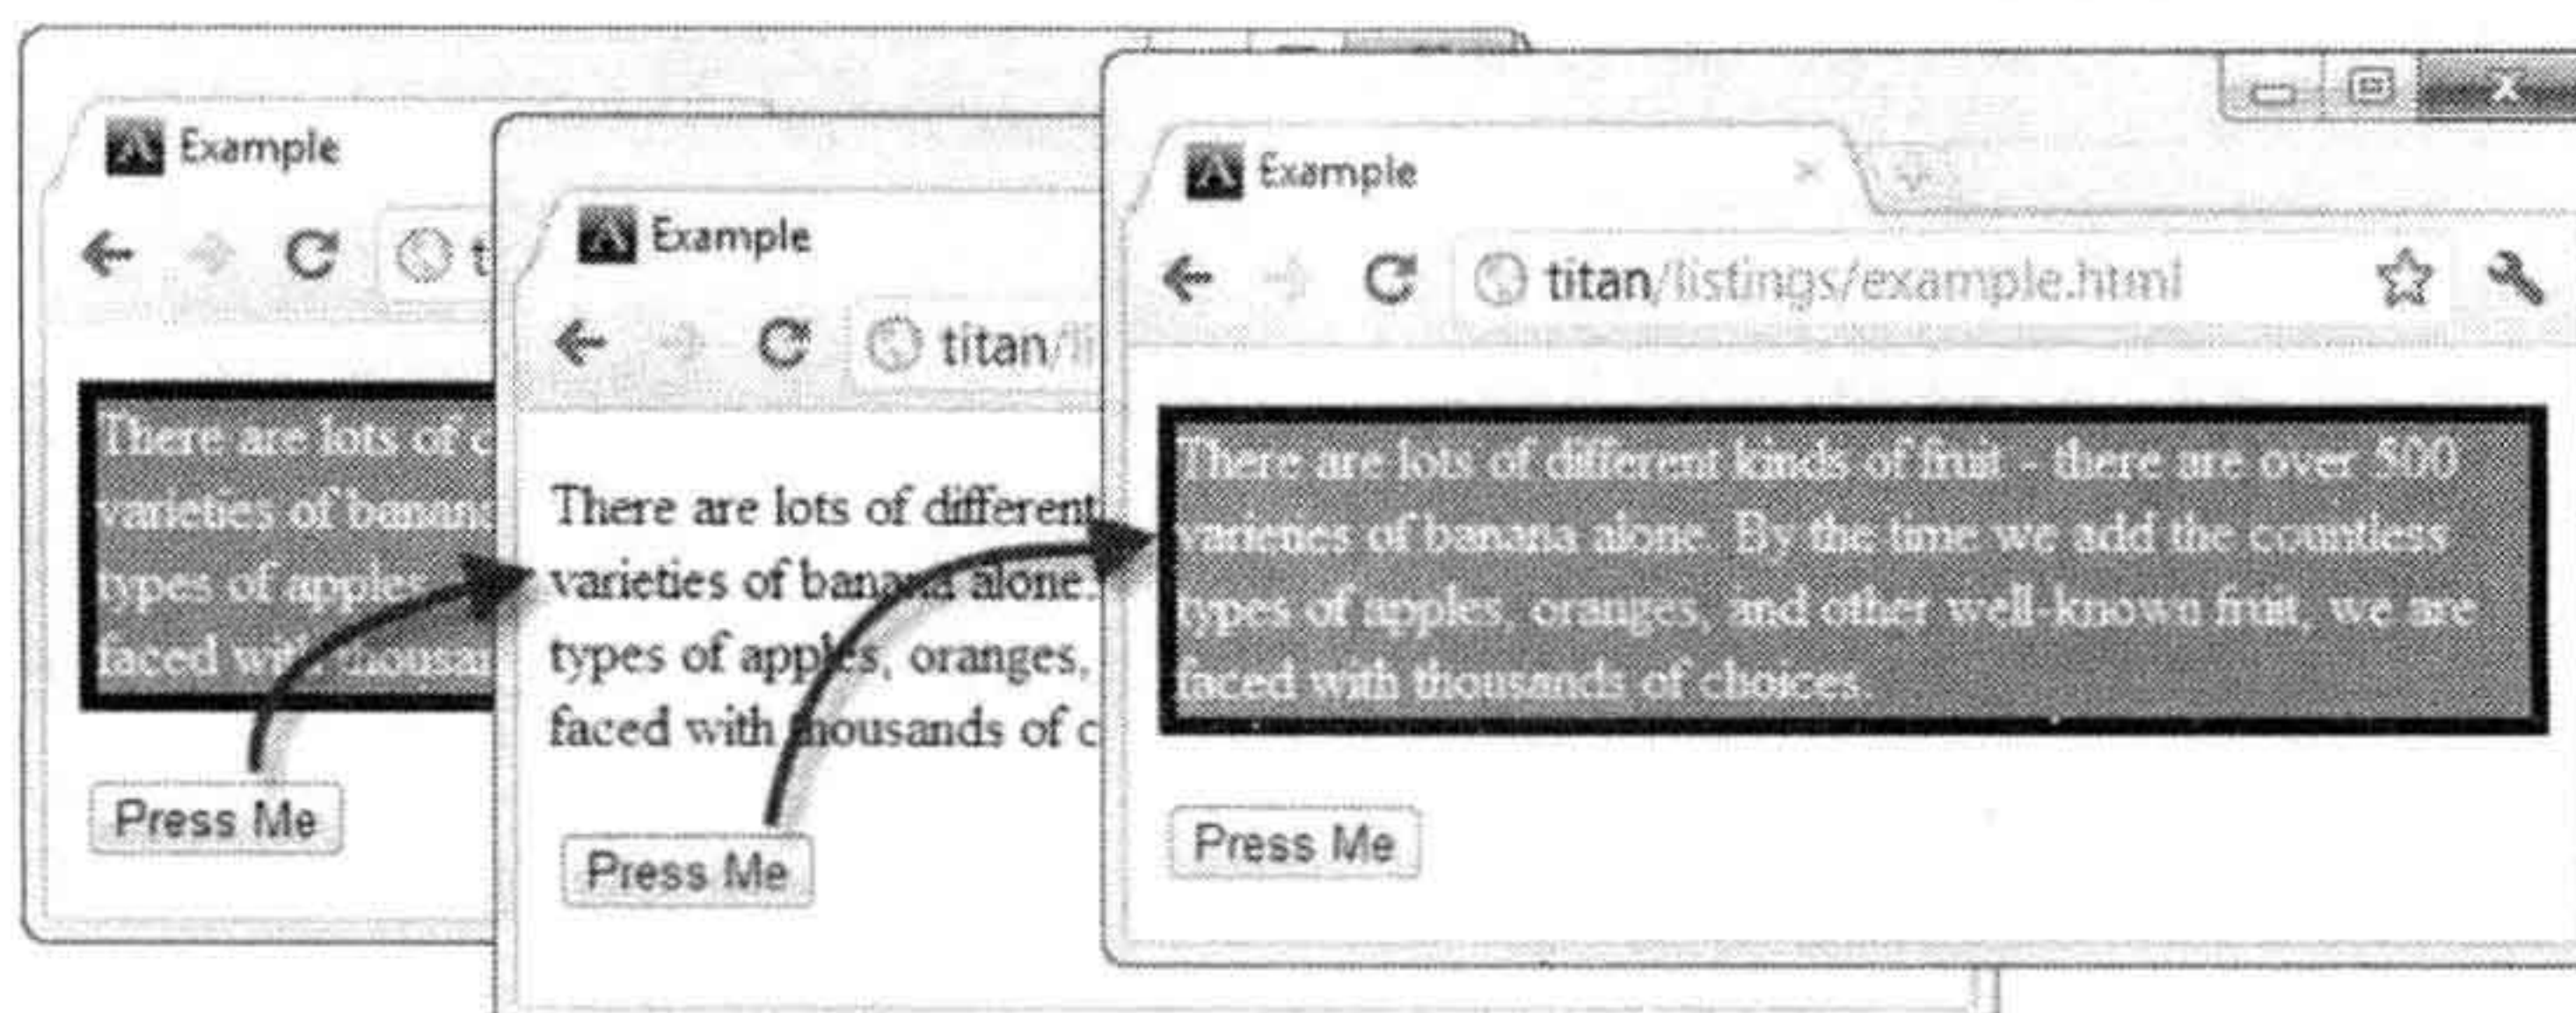 Example
t
There are lots of
varieties of banan
types of apples
faced with thousan
Press Me
Example
titan/li
There are lots of different
varieties of banana alone.
types of apples, oranges,
faced with thousands of c
Press Me
Example
titan/listings/example.html
There are lots of different kinds of fruit - there are over 500
varieties of banana alone. By the time we add the countless
types of apples, oranges, and other well-known fruit, we are
faced with thousands of choices.
Press Me